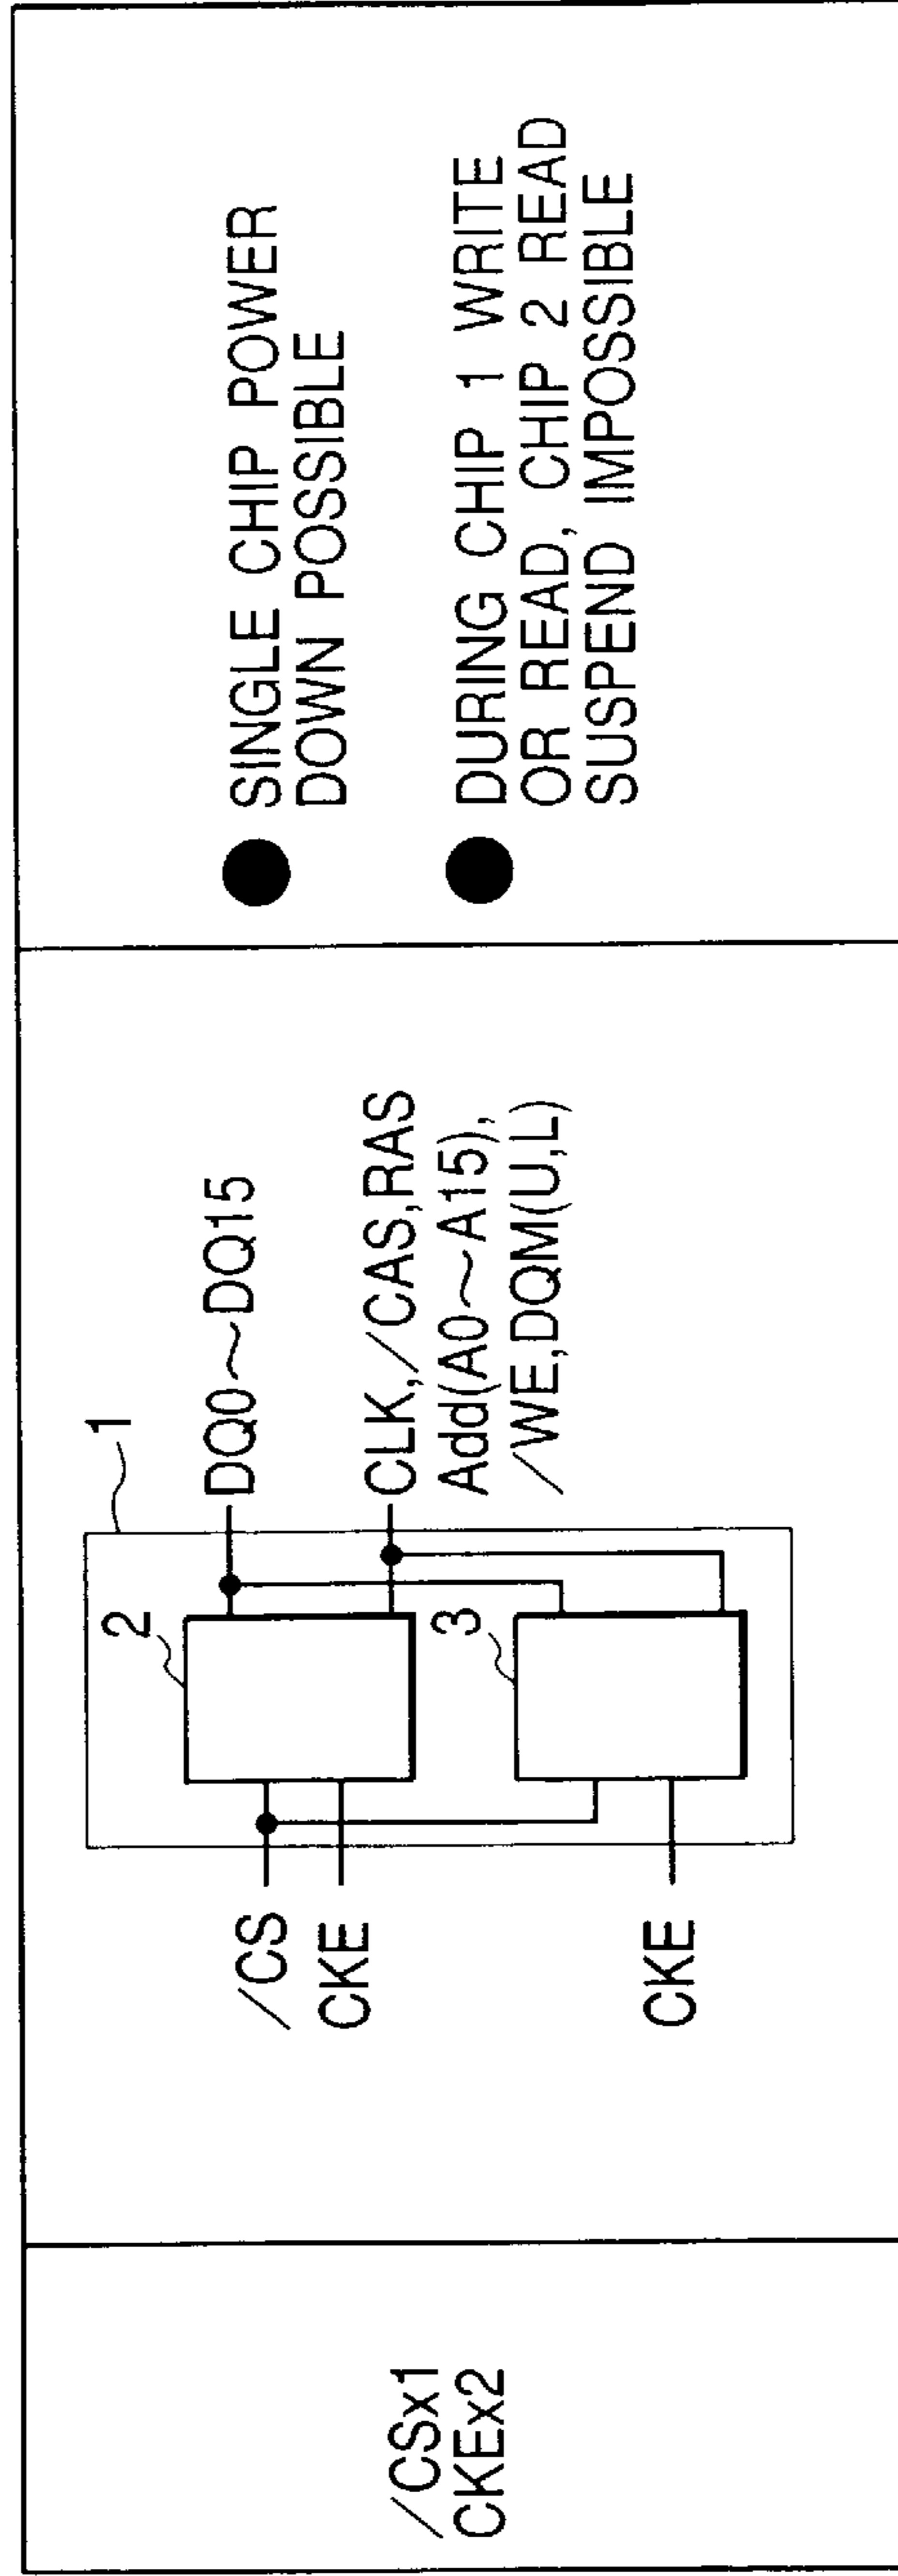 /CSx1
CKEx2
/CS
CKE
CKE
1
2
3
DQ0~DQ15
CLK,/CAS,RAS
Add(A0~A15),
/WE,DQM(U,L)
● SINGLE CHIP POWER
DOWN POSSIBLE
● DURING CHIP 1 WRITE
OR READ, CHIP 2 READ
SUSPEND IMPOSSIBLE